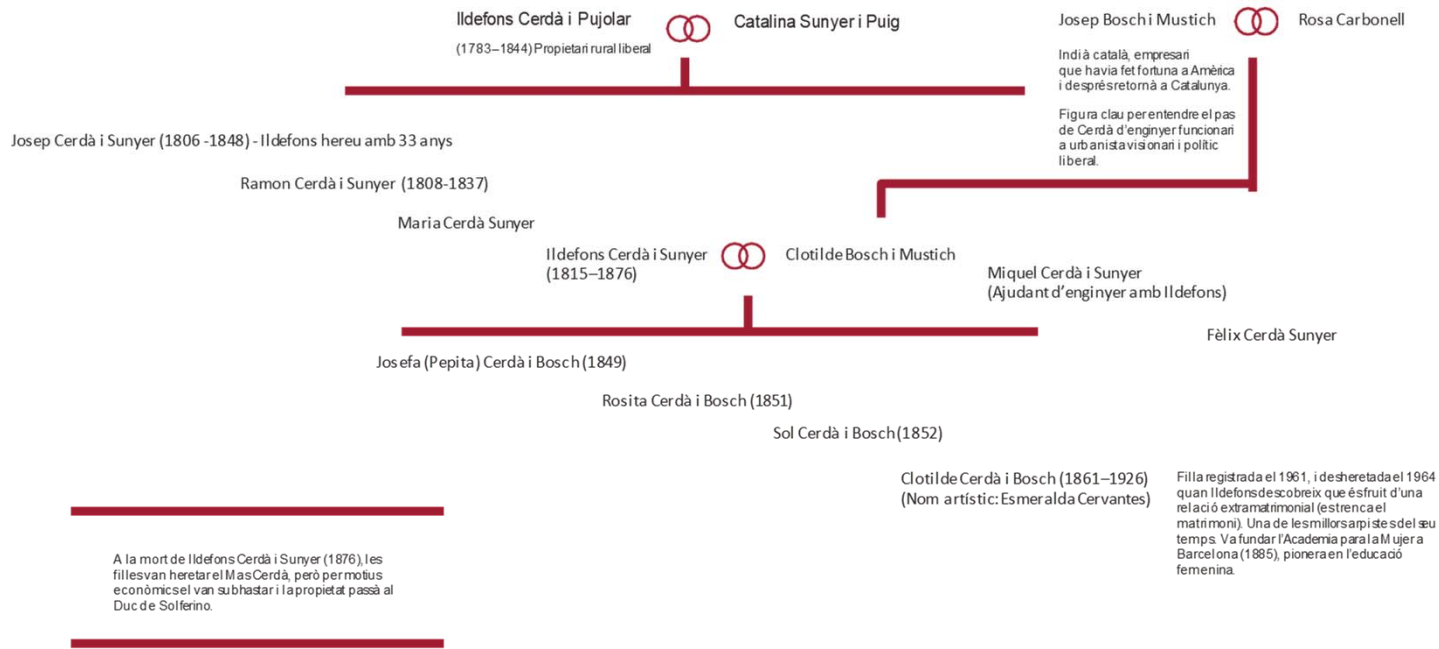 Ildefons Cerdà i Pujolar
(1783–1844) Propietari rural liberal
Catalina Sunyer i Puig
Josep Bosch i Mustich
Rosa Carbonell
Indià català, empresari
que havia fet fortuna a Amèrica
i després retornà a Catalunya.
Figura clau per entendre el pas
de Cerdà d'enginyer funcionari
a urbanista visionari i polític
liberal.
Josep Cerdà i Sunyer (1806 -1848) - Ildefons hereu amb 33 anys
Ramon Cerdà i Sunyer (1808-1837)
Maria Cerdà Sunyer
Ildefons Cerdà i Sunyer
(1815–1876)
Clotilde Bosch i Mustich
Miquel Cerdà i Sunyer
(Ajudant d'enginyer amb Ildefons)
Fèlix Cerdà Sunyer
Josefa (Pepita) Cerdà i Bosch (1849)
Rosita Cerdà i Bosch (1851)
Sol Cerdà i Bosch (1852)
Clotilde Cerdà i Bosch (1861–1926)
(Nom artístic: Esmeralda Cervantes)
Filla registrada el 1961, i desheretada el 1964
quan Ildefons descobreix que és fruit d'una
relació extramatrimonial (es trenca el
matrimoni). Una de les millors arpistes del seu
temps. Va fundar l'Academia para la Mujer a
Barcelona (1885), pionera en l'educació
femenina.
A la mort de Ildefons Cerdà i Sunyer (1876), les
filles van heretar el Mas Cerdà, però per motius
econòmics el van subhastar i la propietat passà al
Duc de Solferino.